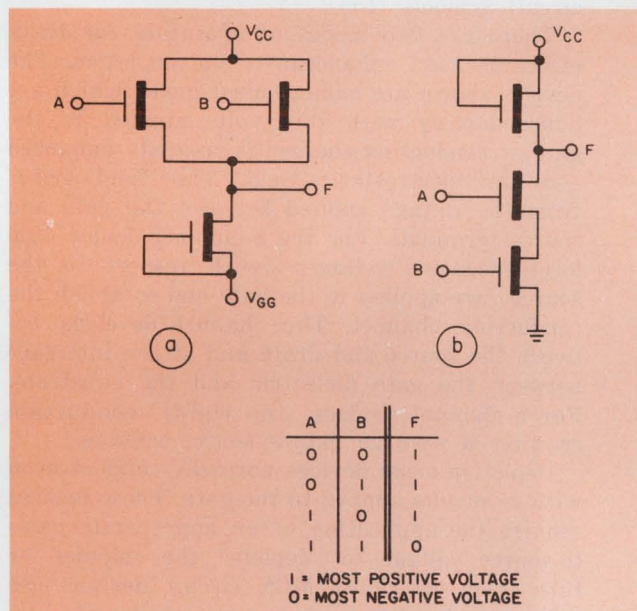 VCC
A
B
F
VGG
a
VCC
F
A
B
b
A B F
0 0 1
0 1 1
1 0 1
1 1 0
1 = MOST POSITIVE VOLTAGE
0 = MOST NEGATIVE VOLTAGE